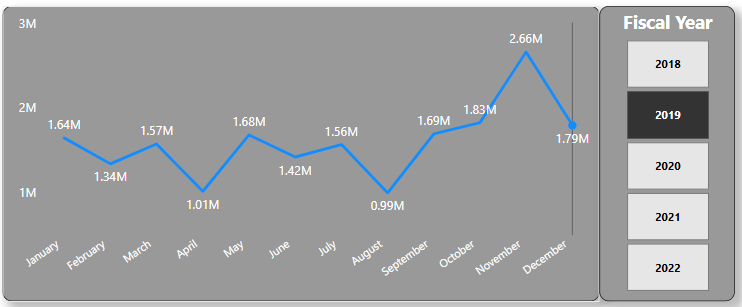 3M
2M
1M
1.64M
1.34M
1.57M
1.01M
1.68M
1.42M
1.56M
0.99M
1.69M
1.83M
2.66M
1.79M
January
February
March
April
May
June
July
August
September
October
November
December
Fiscal Year
2018
2019
2020
2021
2022